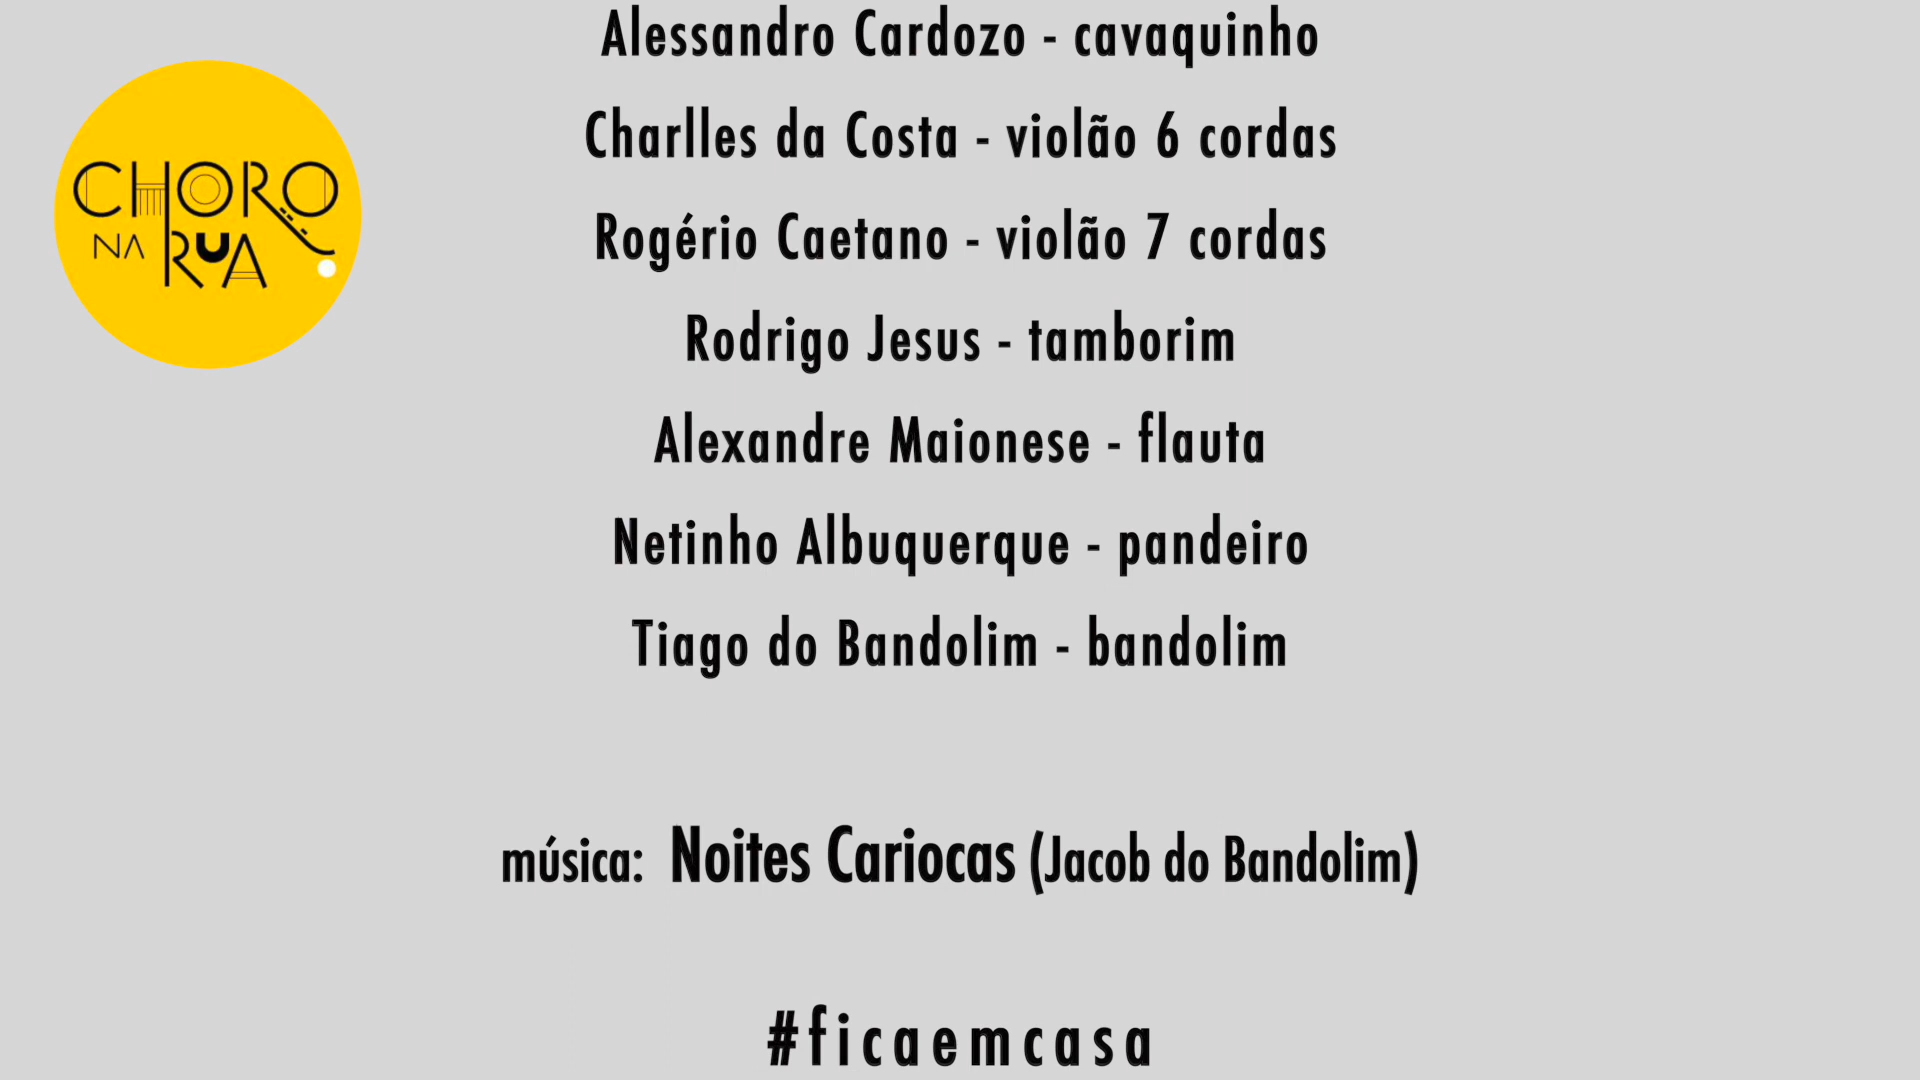 Alessandro Cardozo - cavaquinho
CHORO
NA RUA
Charlles da Costa - violão 6 cordas
Rogério Caetano - violão 7 cordas
Rodrigo Jesus - tamborim
Alexandre Maionese - flauta
Netinho Albuquerque - pandeiro
Tiago do Bandolim - bandolim
música: Noites Cariocas (Jacob do Bandolim)
#ficaemcasa